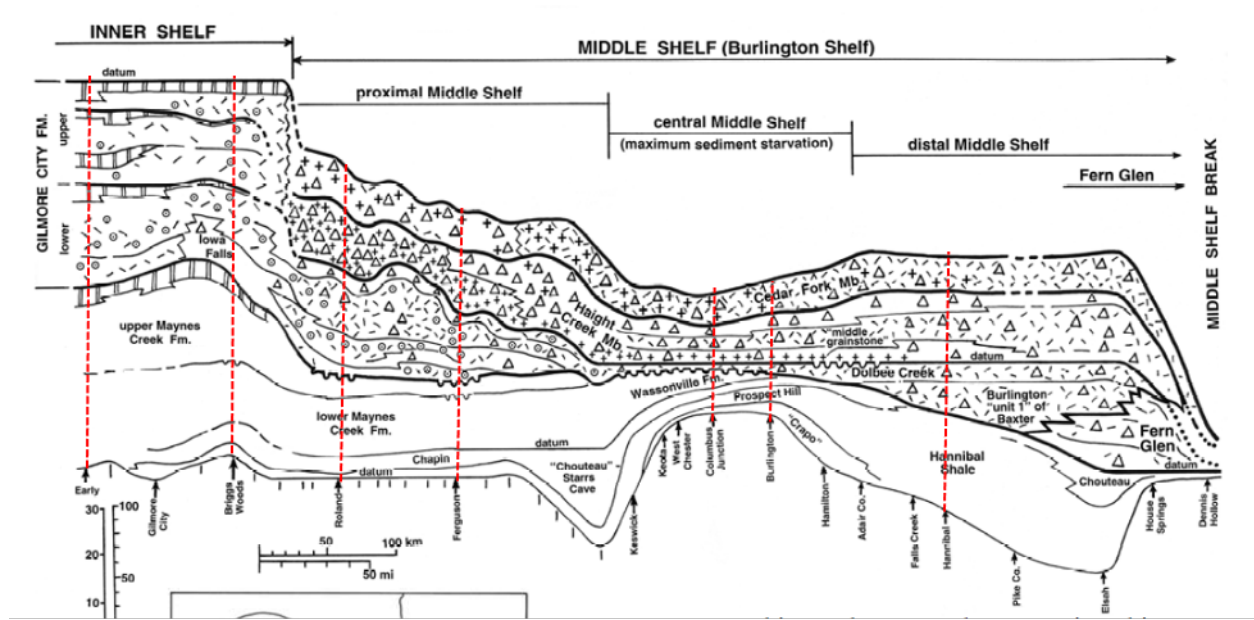 INNER SHELF
MIDDLE SHELF (Burlington Shelf)
datum
proximal Middle Shelf
central Middle Shelf
(maximum sediment starvation)
distal Middle Shelf
Fern Glen
MIDDLE SHELF BREAK
GILMORE CITY FM.
upper
lower
Iowa
Falls
upper Maynes
Creek Fm.
lower Maynes
Creek Fm.
Haight
Creek Mb.
Cedar Fork Mb.
"middle
grainstone"
datum
Dolbee Creek
Wassonville Fm.
Prospect Hill
"Crapo"
Burlington
"unit 1" of
Baxter
Fern
Glen
Hannibal
Shale
Chouteau
datum
datum
Chapin
datum
"Chouteau"
Starrs
Cave
Early
Gilmore
City
Briggs
Woods
Roland
Ferguson
Keswick
Keota
West
Chester
Columbus
Junction
Burlington
Hamilton
Adair Co.
Falls Creek
Hannibal
Pike Co.
Elsah
House
Springs
Dennis
Hollow
30
20
10
100
50
50
100 km
50 mi